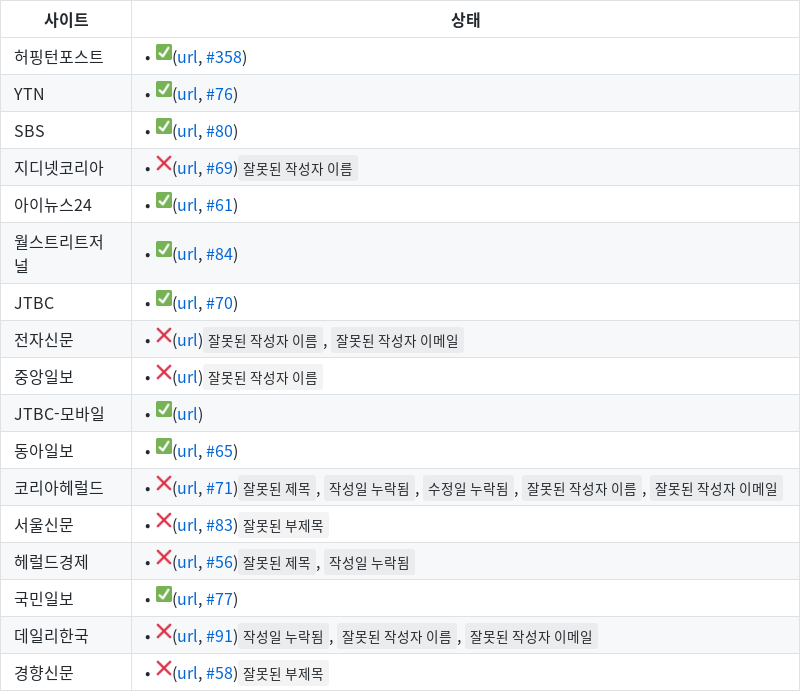 사이트 상태
허핑턴포스트 • ✅(url, #358)
YTN • ✅(url, #76)
SBS • ✅(url, #80)
지디넷코리아 • ❌(url, #69) 잘못된 작성자 이름
아이뉴스24 • ✅(url, #61)
월스트리트저
널 • ✅(url, #84)
JTBC • ✅(url, #70)
전자신문 • ❌(url) 잘못된 작성자 이름 , 잘못된 작성자 이메일
중앙일보 • ❌(url) 잘못된 작성자 이름
JTBC-모바일 • ✅(url)
동아일보 • ✅(url, #65)
코리아헤럴드 • ❌(url, #71) 잘못된 제목 , 작성일 누락됨 , 수정일 누락됨 , 잘못된 작성자 이름 , 잘못된 작성자 이메일
서울신문 • ❌(url, #83) 잘못된 부제목
헤럴드경제 • ❌(url, #56) 잘못된 제목 , 작성일 누락됨
국민일보 • ✅(url, #77)
데일리한국 • ❌(url, #91) 작성일 누락됨 , 잘못된 작성자 이름 , 잘못된 작성자 이메일
경향신문 • ❌(url, #58) 잘못된 부제목